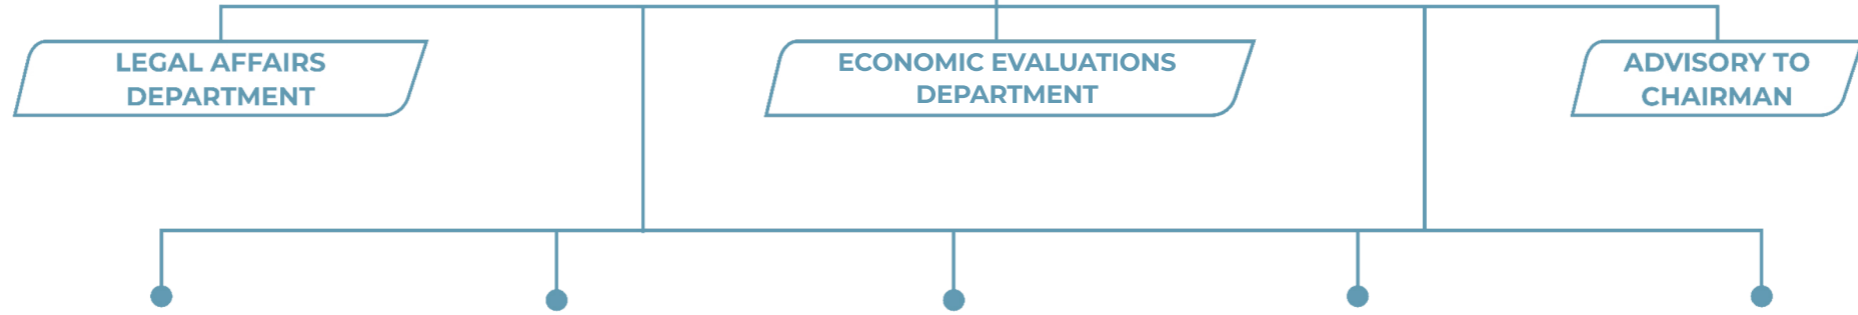 LEGAL AFFAIRS
DEPARTMENT
ECONOMIC EVALUATIONS
DEPARTMENT
ADVISORY TO
CHAIRMAN